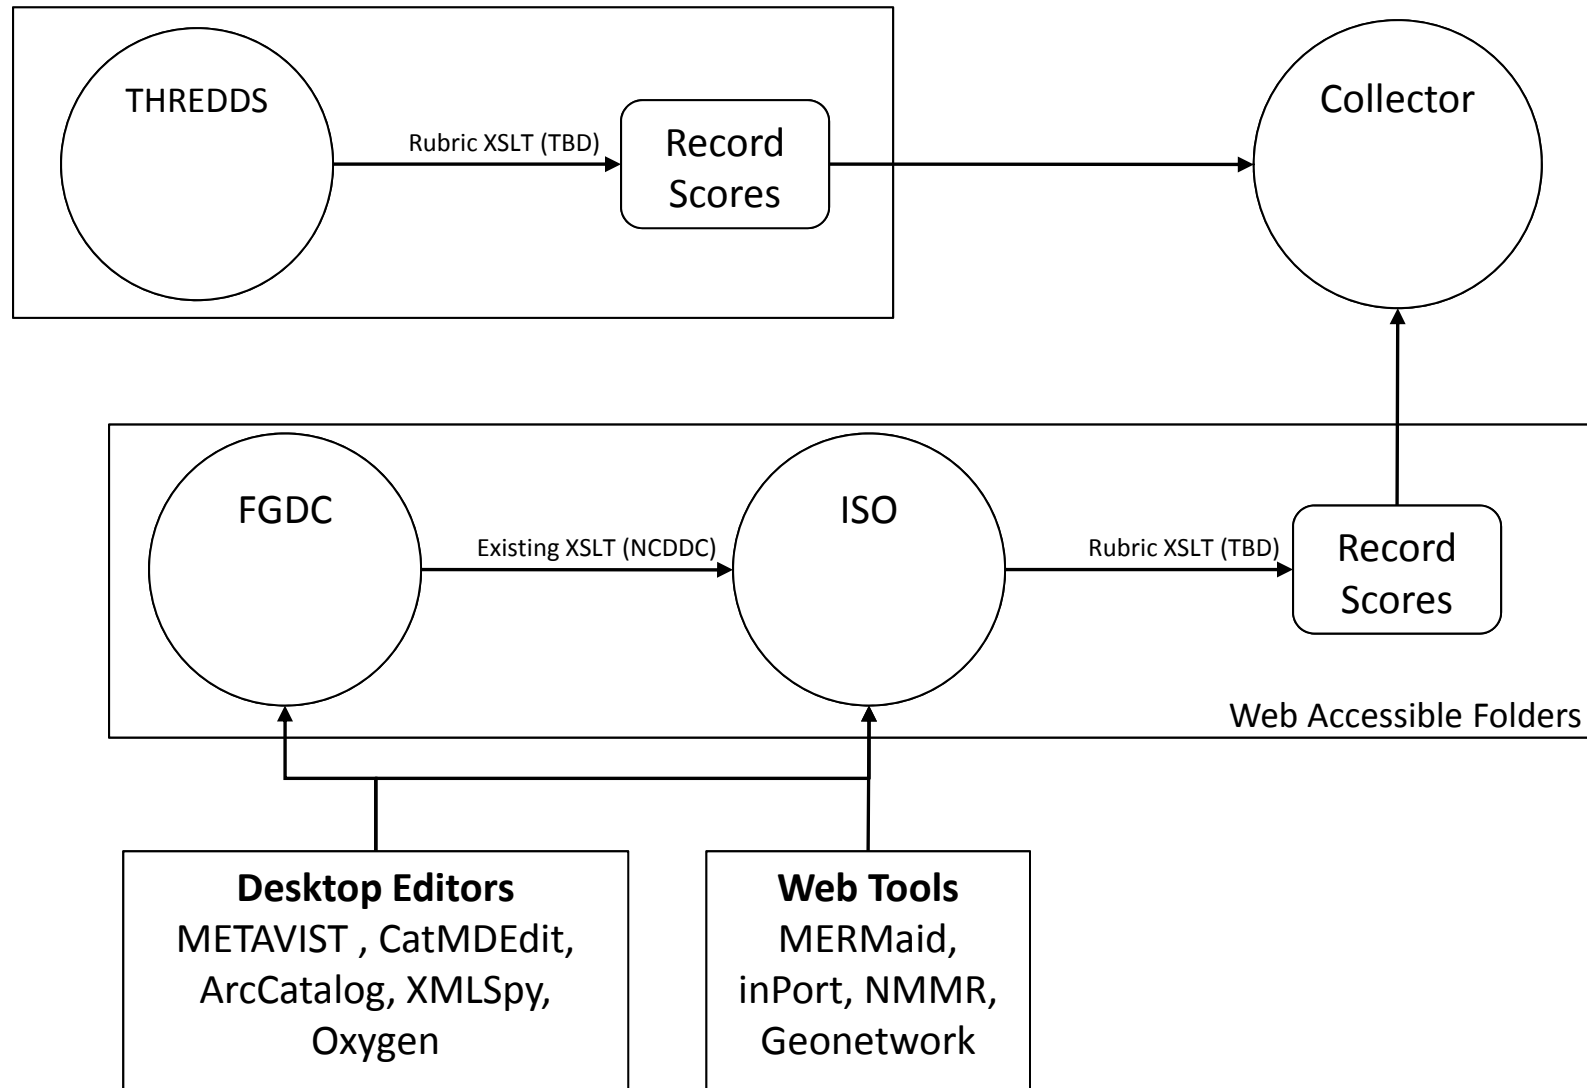 THREDDS
Rubric XSLT (TBD)
Record
Scores
Collector
FGDC
Existing XSLT (NCDDC)
ISO
Rubric XSLT (TBD)
Record
Scores
Web Accessible Folders
Desktop Editors
METAVIST , CatMDEdit,
ArcCatalog, XMLSpy,
Oxygen
Web Tools
MERMaid,
inPort, NMMR,
Geonetwork